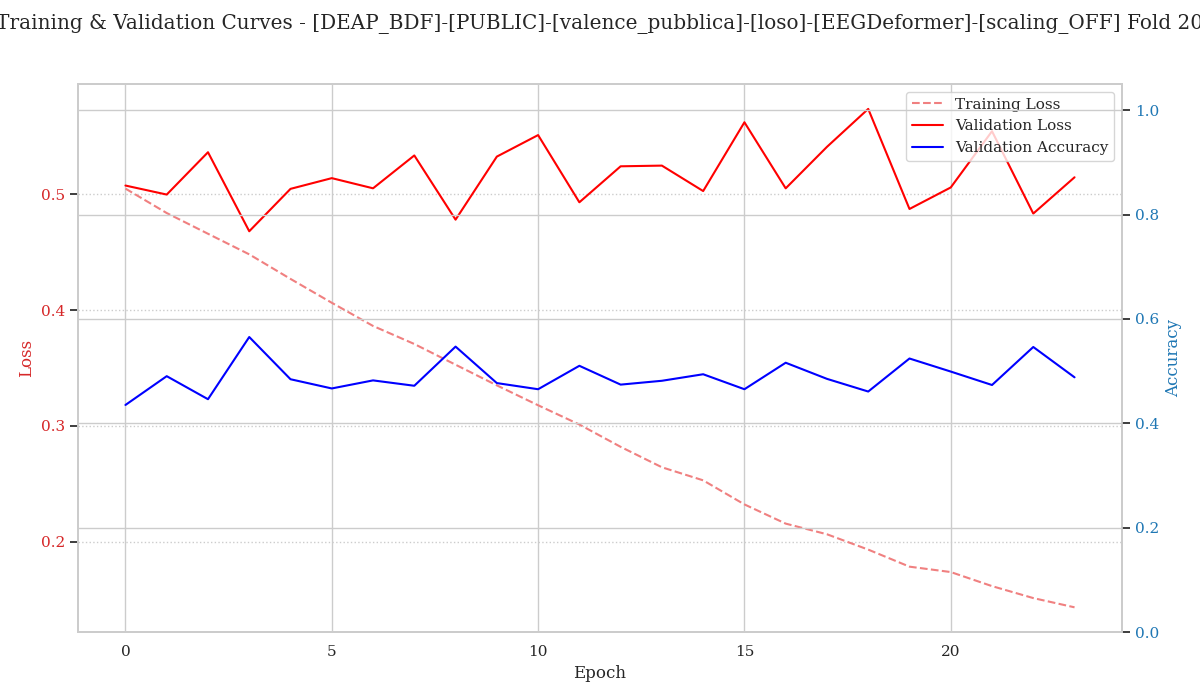 Training & Validation Curves - [DEAP_BDF]-[PUBLIC]-[valence_pubblica]-[loso]-[EEGDeformer]-[scaling_OFF] Fold 20
Training Loss
Validation Loss
Validation Accuracy
Loss
0.5
0.4
0.3
0.2
1.0
0.8
0.6
0.4
0.2
0.0
Accuracy
0
5
10
15
20
Epoch